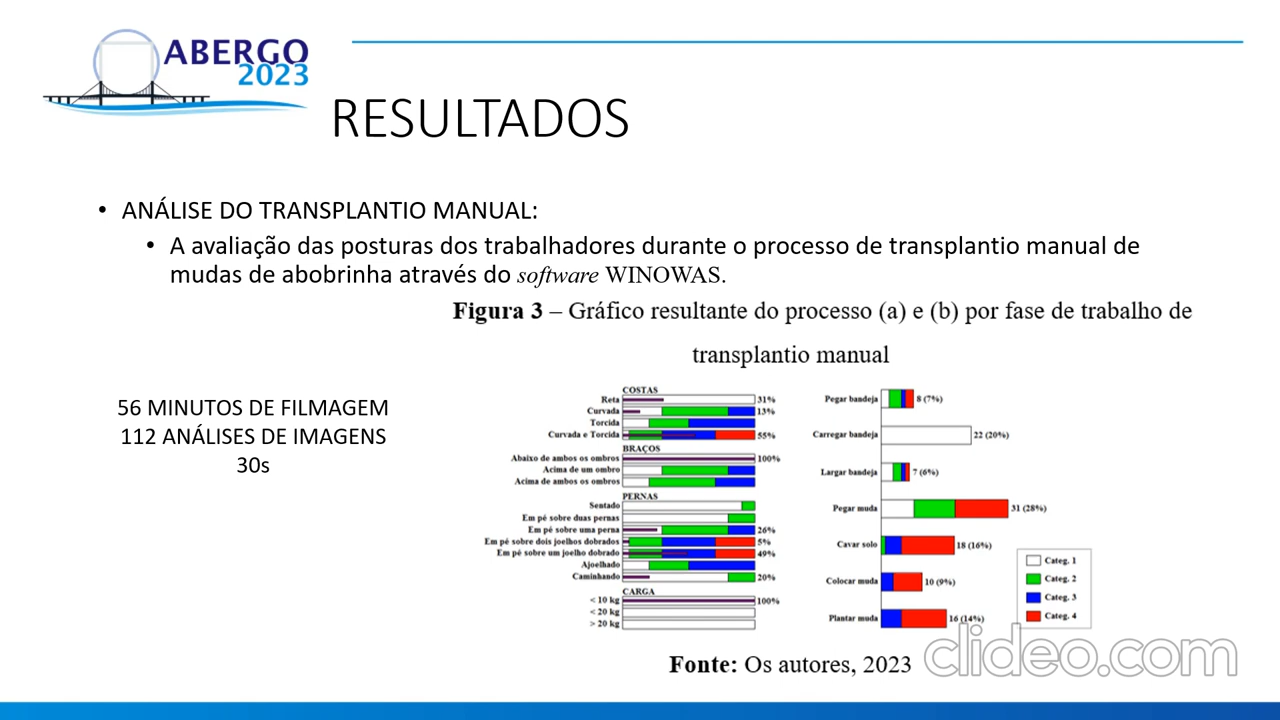 ABERGO
2023
RESULTADOS
• ANÁLISE DO TRANSPLANTIO MANUAL:
• A avaliação das posturas dos trabalhadores durante o processo de transplantio manual de
mudas de abobrinha através do software WINOWAS.
Figura 3 – Gráfico resultante do processo (a) e (b) por fase de trabalho de
transplantio manual
56 MINUTOS DE FILMAGEM
112 ANÁLISES DE IMAGENS
30s
COSTAS
Reta 31%
Curvada 13%
Torcida
Curvada e Torcida 55%
BRAÇOS
Abaixo de ambos os ombros 100%
Acima de um ombro
Acima de ambos os ombros
PERNAS
Sentado
Em pé sobre duas pernas
Em pé sobre uma perna 26%
Em pé sobre dois joelhos dobrados 5%
Em pé sobre um joelho dobrado 49%
Ajoelhado
Caminhando 20%
CARGA
< 10 kg 100%
< 20 kg
> 20 kg
Pegar bandeja 8 (7%)
Carregar bandeja 22 (20%)
Largar bandeja 7 (6%)
Pegar muda 31 (28%)
Cavar solo 18 (16%)
Colocar muda 10 (9%)
Plantar muda 16 (14%)
Categ. 1
Categ. 2
Categ. 3
Categ. 4
Fonte: Os autores, 2023
clideo.com